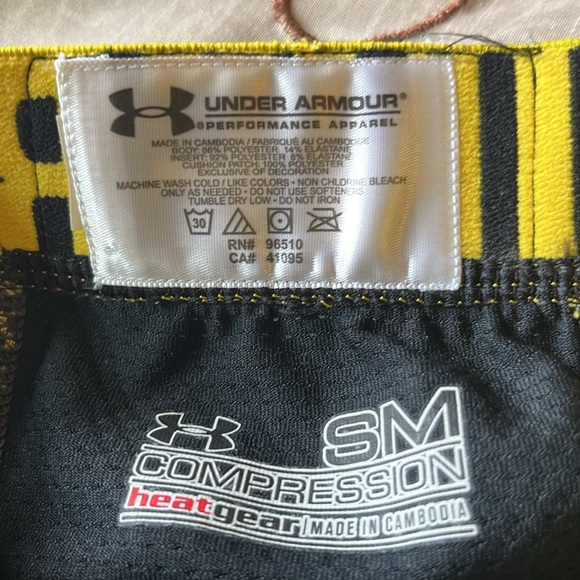 UNDER ARMOUR®
®PERFORMANCE APPAREL
MADE IN CAMBODIA / FABRIQUÉ AU CAMBODGE
BODY: 86% POLYESTER 14% ELASTANE
INSERT: 92% POLYESTER 8% ELASTANE
CUSHION PATCH: 100% POLYESTER
EXCLUSIVE OF DECORATION
MACHINE WASH COLD / LIKE COLORS • NON CHLORINE BLEACH
ONLY AS NEEDED • DO NOT USE SOFTENERS
TUMBLE DRY LOW • DO NOT IRON
30
RN# 96510
CA# 41095
SM
COMPRESSION
heatgear | MADE IN CAMBODIA